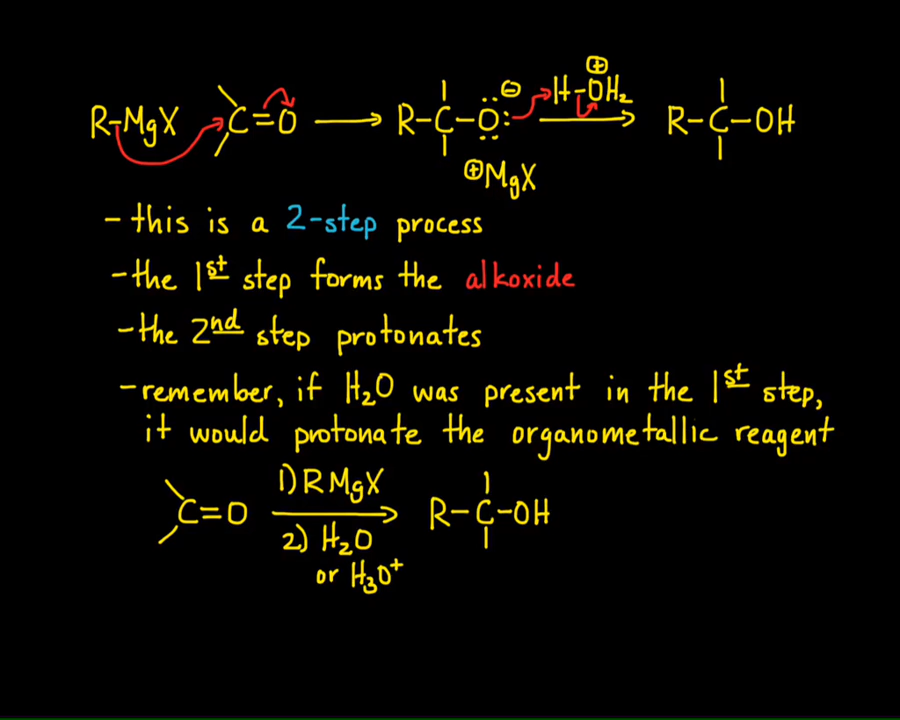 R-MgX C=O → R-C-O:⊖ H-OH₂⊕ → R-C-OH
⊕MgX
- this is a 2-step process
- the 1st step forms the alkoxide
- the 2nd step protonates
- remember, if H₂O was present in the 1st step,
it would protonate the organometallic reagent
C=O 1) RMgX → R-C-OH
2) H₂O
or H₃O⁺